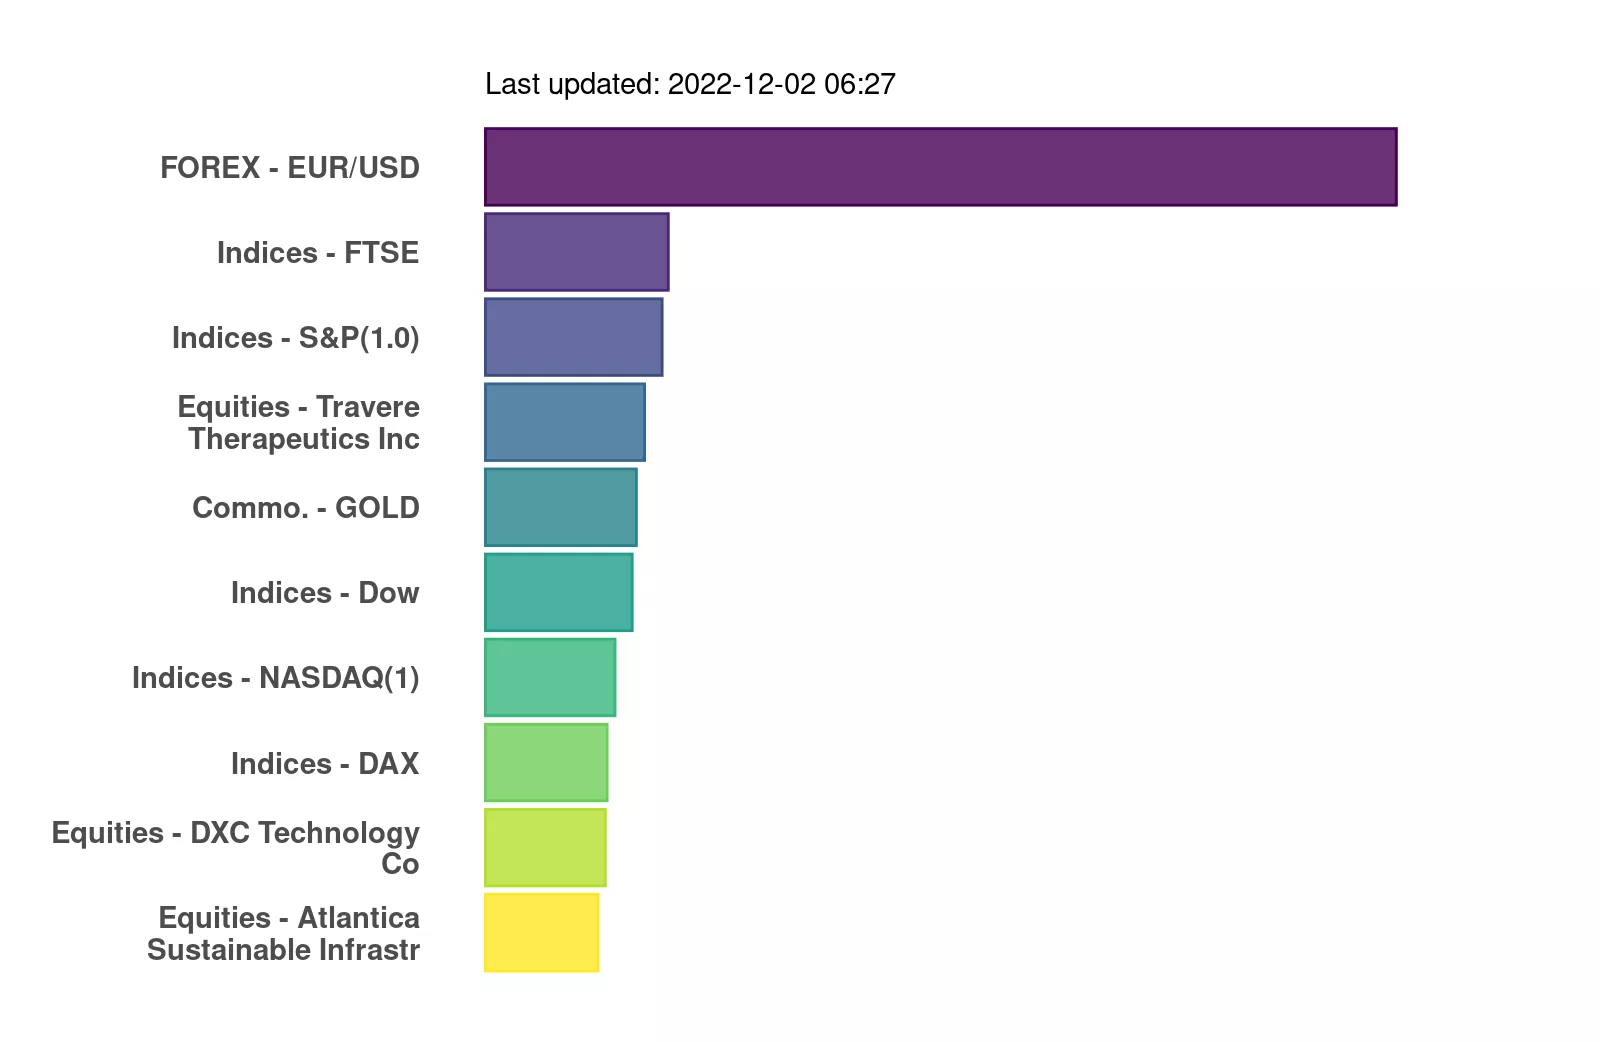 Last updated: 2022-12-02 06:27
FOREX - EUR/USD
Indices - FTSE
Indices - S&P(1.0)
Equities - Travere
Therapeutics Inc
Commo. - GOLD
Indices - Dow
Indices - NASDAQ(1)
Indices - DAX
Equities - DXC Technology
Co
Equities - Atlantica
Sustainable Infrastr